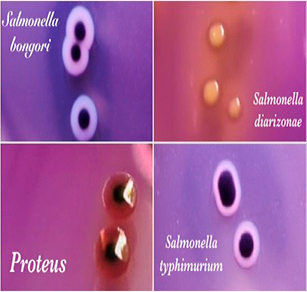 Salmonella
bongori
Salmonella
diarizonae
Proteus
Salmonella
typhimurium